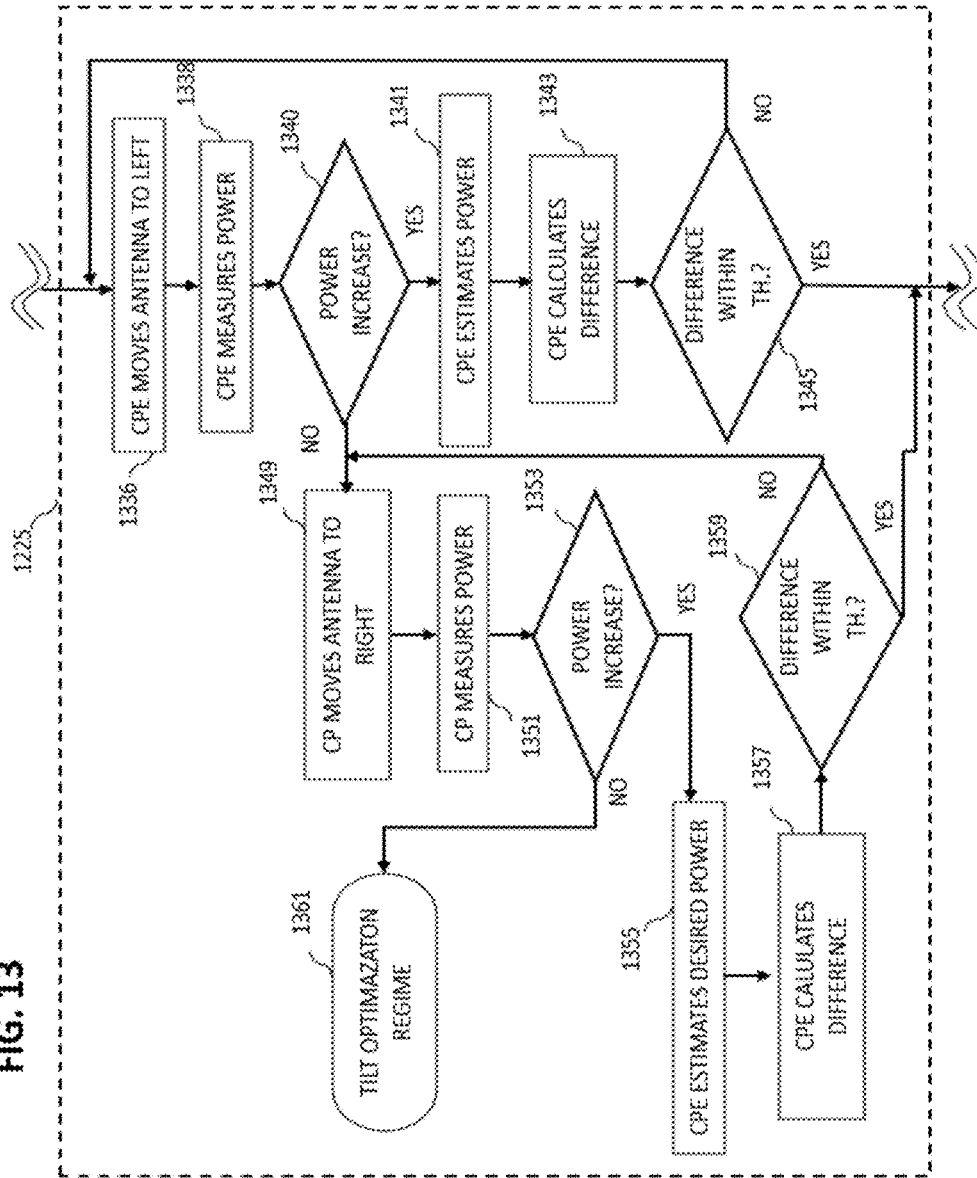 FIG. 13
1225
CPE MOVES ANTENNA TO LEFT
1336
CPE MEASURES POWER
1338
POWER
INCREASE?
1340
NO
YES
CPE ESTIMATES POWER
1341
CPE CALCULATES
DIFFERENCE
1343
DIFFERENCE
WITHIN
TH.?
1345
NO
YES
1349
CP MOVES ANTENNA TO
RIGHT
CP MEASURES POWER
1351
POWER
INCREASE?
1353
NO
YES
1361
TILT OPTIMAZATON
REGIME
1355
CPE ESTIMATES DESIRED POWER
1357
CPE CALULATES
DIFFERENCE
1359
DIFFERENCE
WITHIN
TH.?
NO
YES